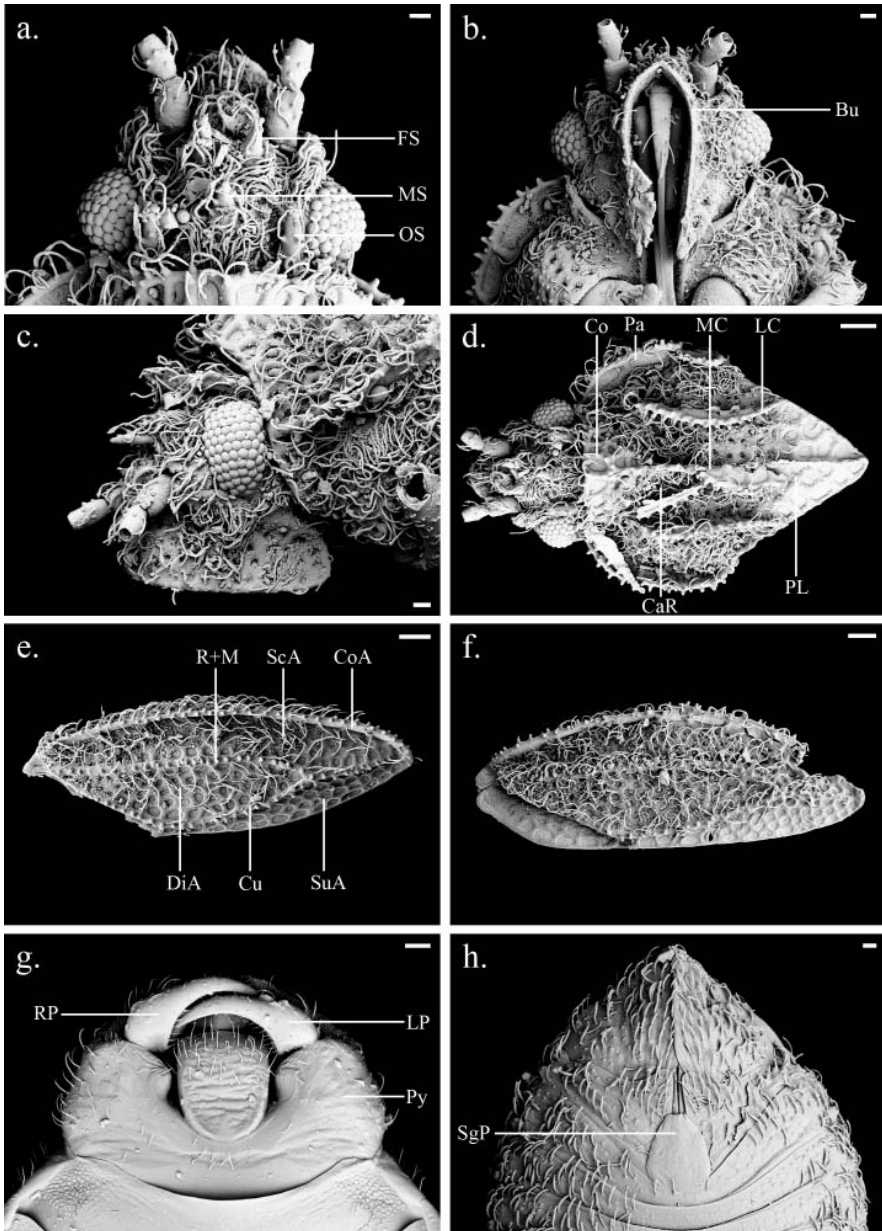 a.
FS
MS
OS
b.
Bu
c.
d.
Co Pa MC LC
CaR PL
e.
R+M ScA CoA
DiA Cu SuA
f.
g.
RP LP
Py
h.
SgP